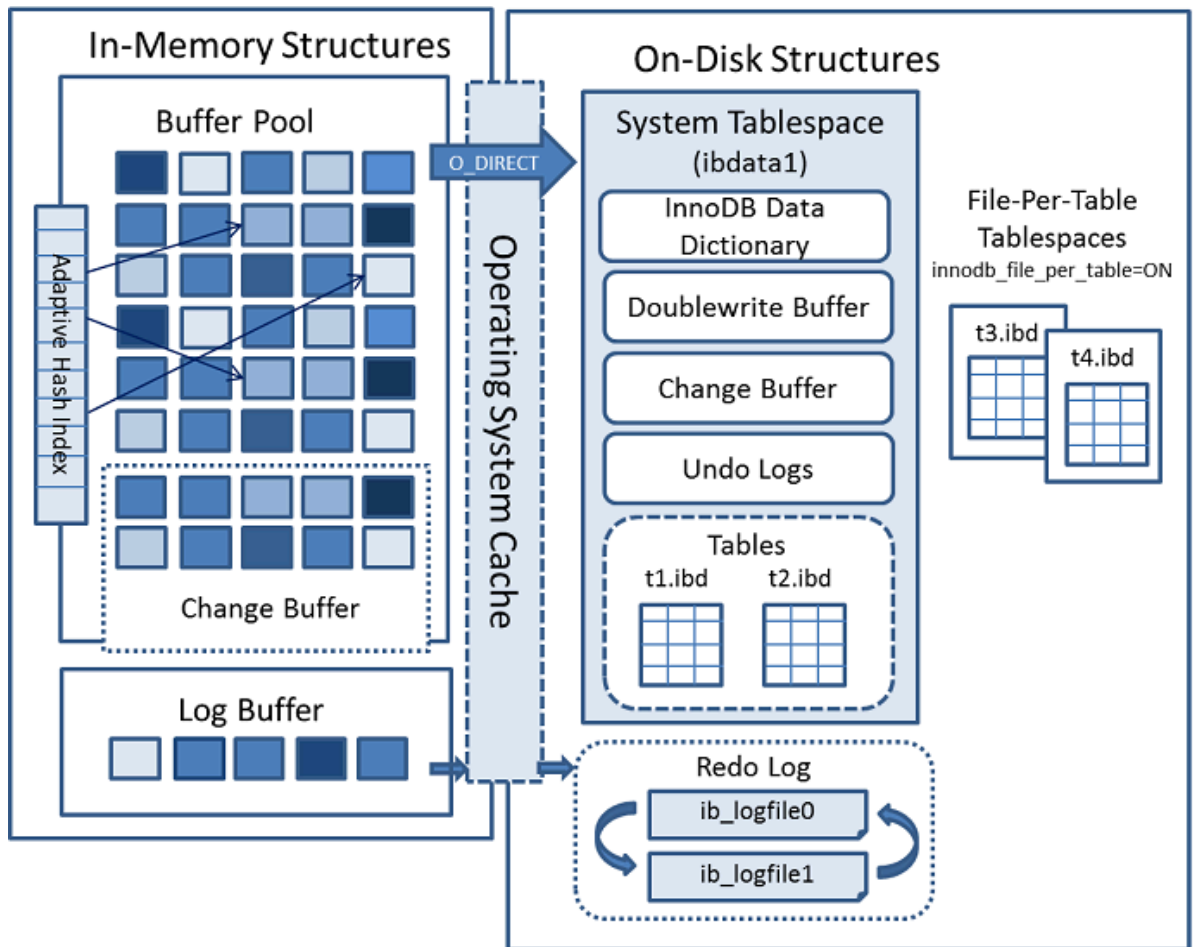 In-Memory Structures
Buffer Pool
Adaptive Hash Index
Change Buffer
Log Buffer
O_DIRECT
Operating System Cache
On-Disk Structures
System Tablespace
(ibdata1)
InnoDB Data
Dictionary
Doublewrite Buffer
Change Buffer
Undo Logs
Tables
t1.ibd
t2.ibd
File-Per-Table
Tablespaces
innodb_file_per_table=ON
t3.ibd
t4.ibd
Redo Log
ib_logfile0
ib_logfile1